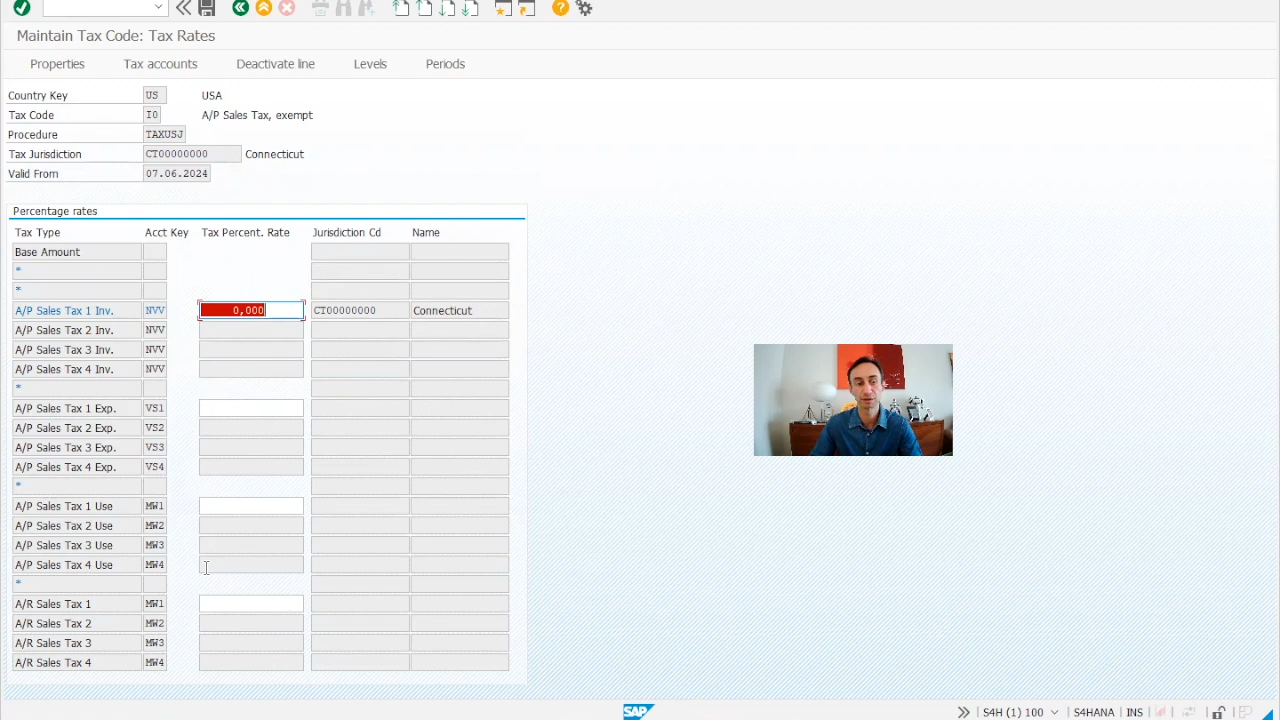 Maintain Tax Code: Tax Rates
Properties Tax accounts Deactivate line Levels Periods
Country Key US USA
Tax Code I0 A/P Sales Tax, exempt
Procedure TAXUSJ
Tax Jurisdiction CT00000000 Connecticut
Valid From 07.06.2024
Percentage rates
Tax Type Acct Key Tax Percent. Rate Jurisdiction Cd Name
Base Amount
*
*
A/P Sales Tax 1 Inv. NVV 0,000 CT00000000 Connecticut
A/P Sales Tax 2 Inv. NVV
A/P Sales Tax 3 Inv. NVV
A/P Sales Tax 4 Inv. NVV
*
A/P Sales Tax 1 Exp. VS1
A/P Sales Tax 2 Exp. VS2
A/P Sales Tax 3 Exp. VS3
A/P Sales Tax 4 Exp. VS4
*
A/P Sales Tax 1 Use MW1
A/P Sales Tax 2 Use MW2
A/P Sales Tax 3 Use MW3
A/P Sales Tax 4 Use MW4
*
A/R Sales Tax 1 MW1
A/R Sales Tax 2 MW2
A/R Sales Tax 3 MW3
A/R Sales Tax 4 MW4
SAP S4H (1) 100 S4HANA INS